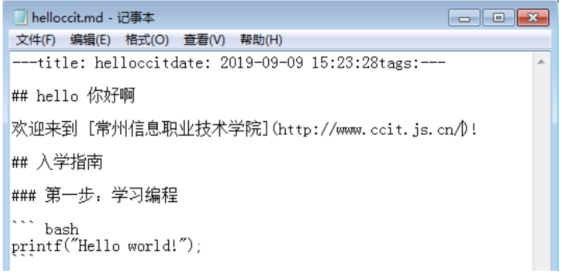 helloccit.md - 记事本
文件(F) 编辑(E) 格式(O) 查看(V) 帮助(H)
---title: helloccitdate: 2019-09-09 15:23:28tags:---
## hello 你好啊
欢迎来到 [常州信息职业技术学院](http://www.ccit.js.cn/)!
## 入学指南
### 第一步：学习编程
``` bash
printf("Hello world!");
```